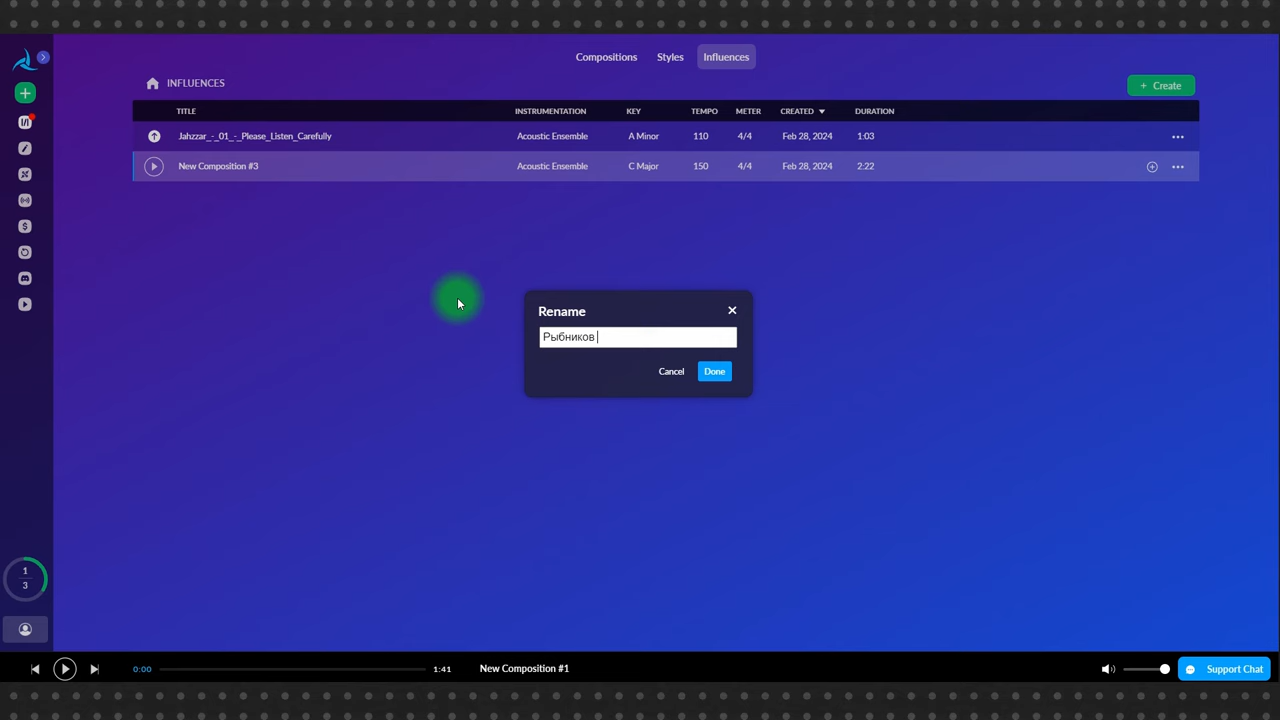 Compositions Styles Influences
INFLUENCES
+ Create
TITLE INSTRUMENTATION KEY TEMPO METER CREATED DURATION
Jahzzar_-_01_-_Please_Listen_Carefully Acoustic Ensemble A Minor 110 4/4 Feb 28, 2024 1:03
New Composition #3 Acoustic Ensemble C Major 150 4/4 Feb 28, 2024 2:22
Rename
Рыбников
Cancel Done
1
3
0:00 1:41 New Composition #1 Support Chat